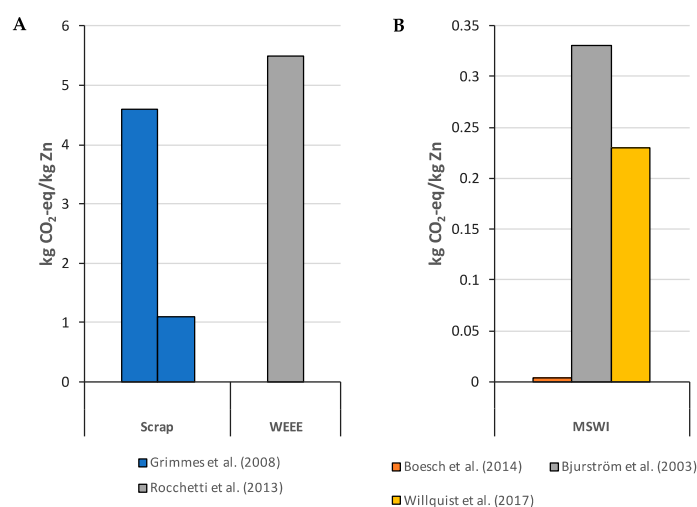 A
kg CO₂-eq/kg Zn
6
5
4
3
2
1
0
Scrap WEEE
Grimmes et al. (2008)
Rocchetti et al. (2013)
B
kg CO₂-eq/kg Zn
0.35
0.3
0.25
0.2
0.15
0.1
0.05
0
MSWI
Boesch et al. (2014) Bjurström et al. (2003)
Willquist et al. (2017)